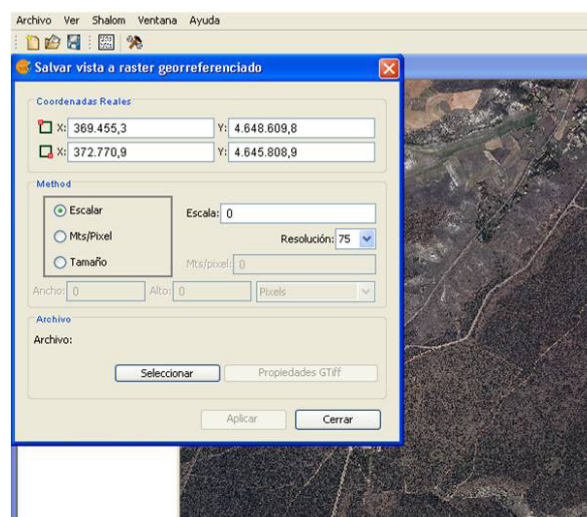 Archivo Ver Shalom Ventana Ayuda
Salvar vista a raster georreferenciado
Coordenadas Reales
X: 369.455,3 Y: 4.648.609,8
X: 372.770,9 Y: 4.645.808,9
Method
Escalar Escala: 0
Mts/Pixel Resolución: 75
Tamaño Mts/pixel: 0
Ancho: 0 Alto: 0 Pixels
Archivo
Archivo:
Seleccionar Propiedades GTiff
Aplicar Cerrar